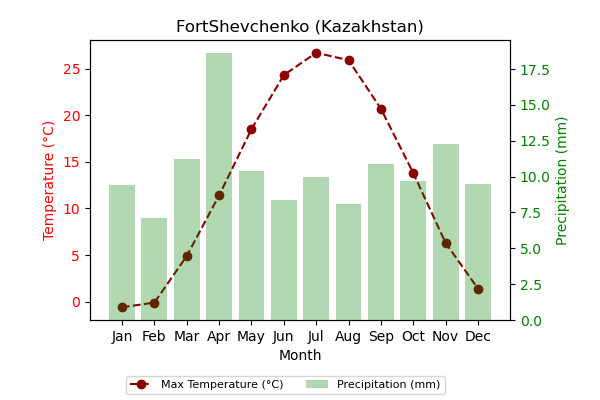 FortShevchenko (Kazakhstan)
25
20
15
10
5
0
Temperature (°C)
17.5
15.0
12.5
10.0
7.5
5.0
2.5
0.0
Precipitation (mm)
Jan Feb Mar Apr May Jun Jul Aug Sep Oct Nov Dec
Month
Max Temperature (°C) Precipitation (mm)